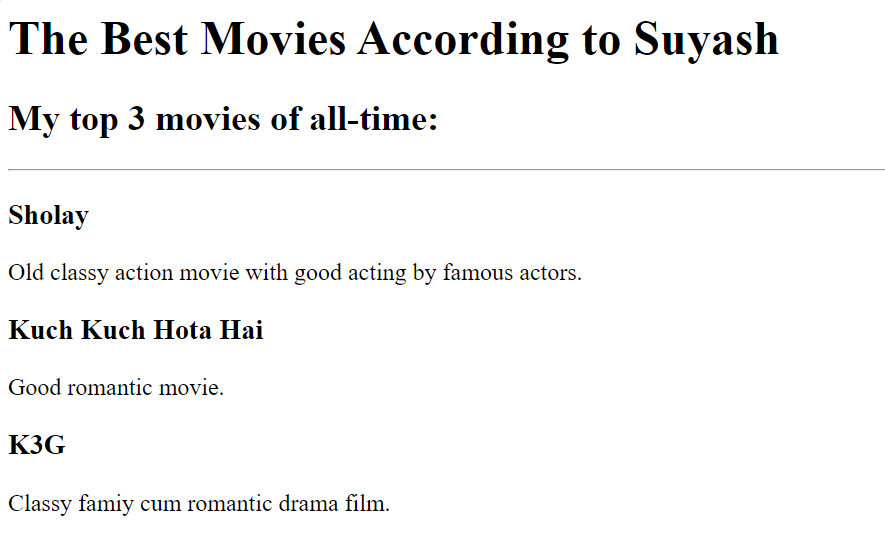 The Best Movies According to Suyash
My top 3 movies of all-time:
Sholay
Old classy action movie with good acting by famous actors.
Kuch Kuch Hota Hai
Good romantic movie.
K3G
Classy famiy cum romantic drama film.